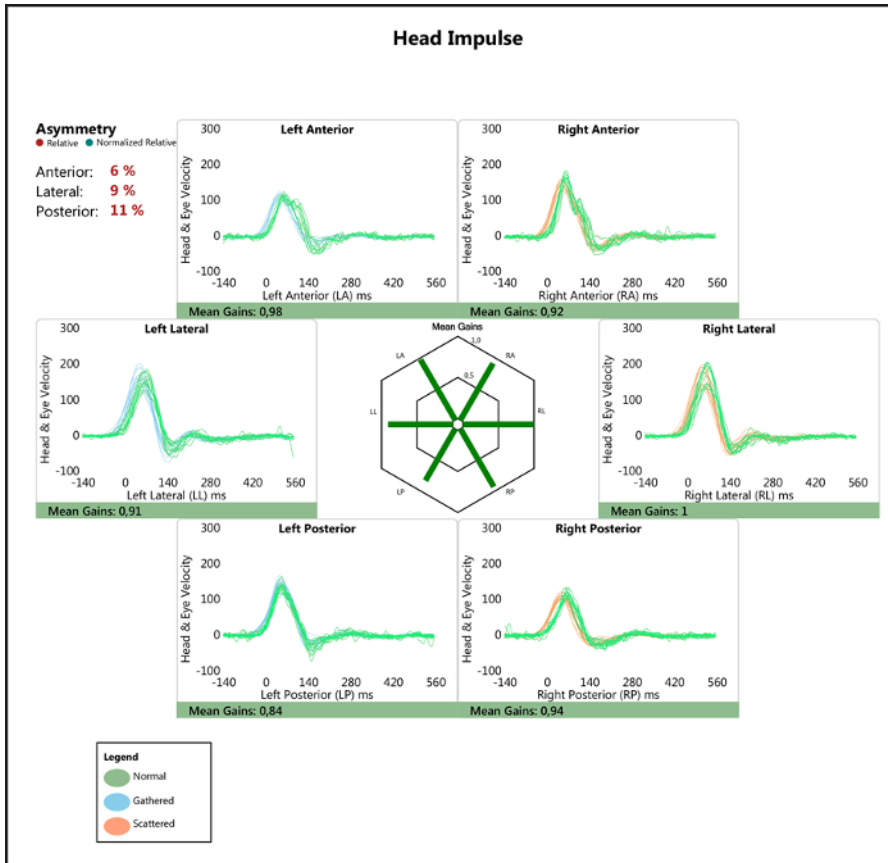 Head Impulse
Asymmetry
Relative Normalized Relative
Anterior: 6 %
Lateral: 9 %
Posterior: 11 %
Left Anterior
Head & Eye Velocity
300
200
100
0
-100
-140 0 140 280 420 560
Left Anterior (LA) ms
Mean Gains: 0,98
Right Anterior
Head & Eye Velocity
300
200
100
0
-100
-140 0 140 280 420 560
Right Anterior (RA) ms
Mean Gains: 0,92
Left Lateral
Head & Eye Velocity
300
200
100
0
-100
-140 0 140 280 420 560
Left Lateral (LL) ms
Mean Gains: 0,91
Mean Gains
1,0
0,5
LA
RA
LL
RL
LP
RP
Right Lateral
Head & Eye Velocity
300
200
100
0
-100
-140 0 140 280 420 560
Right Lateral (RL) ms
Mean Gains: 1
Left Posterior
Head & Eye Velocity
300
200
100
0
-100
-140 0 140 280 420 560
Left Posterior (LP) ms
Mean Gains: 0,84
Right Posterior
Head & Eye Velocity
300
200
100
0
-100
-140 0 140 280 420 560
Right Posterior (RP) ms
Mean Gains: 0,94
Legend
Normal
Gathered
Scattered